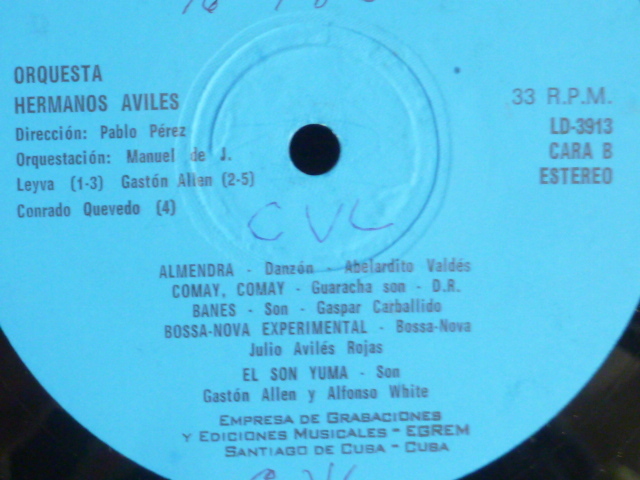 ORQUESTA
HERMANOS AVILES
Dirección: Pablo Pérez
Orquestación: Manuel de J.
Leyva (1-3) Gastón Allen (2-5)
Conrado Quevedo (4)
33 R.P.M.
LD-3913
CARA B
ESTEREO
CVL
ALMENDRA - Danzón - Abelardito Valdés
COMAY, COMAY - Guaracha son - D.R.
BANES - Son - Gaspar Carballido
BOSSA-NOVA EXPERIMENTAL - Bossa-Nova
Julio Avilés Rojas
EL SON YUMA - Son
Gastón Allen y Alfonso White
EMPRESA DE GRABACIONES
Y EDICIONES MUSICALES - EGREM
SANTIAGO DE CUBA - CUBA